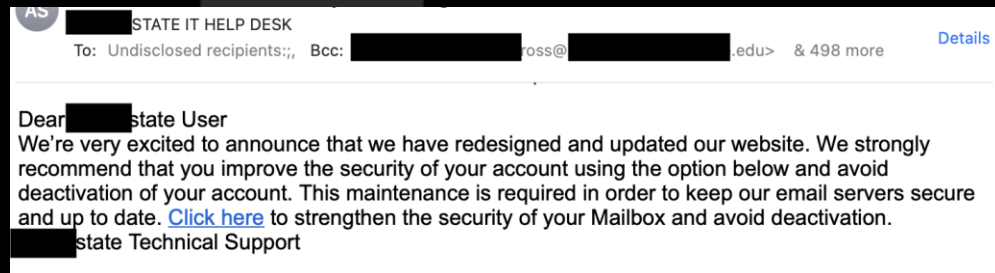 AS
STATE IT HELP DESK
To: Undisclosed recipients:;, Bcc: ross@ .edu> & 498 more
Details
Dear state User
We're very excited to announce that we have redesigned and updated our website. We strongly
recommend that you improve the security of your account using the option below and avoid
deactivation of your account. This maintenance is required in order to keep our email servers secure
and up to date. Click here to strengthen the security of your Mailbox and avoid deactivation.
state Technical Support